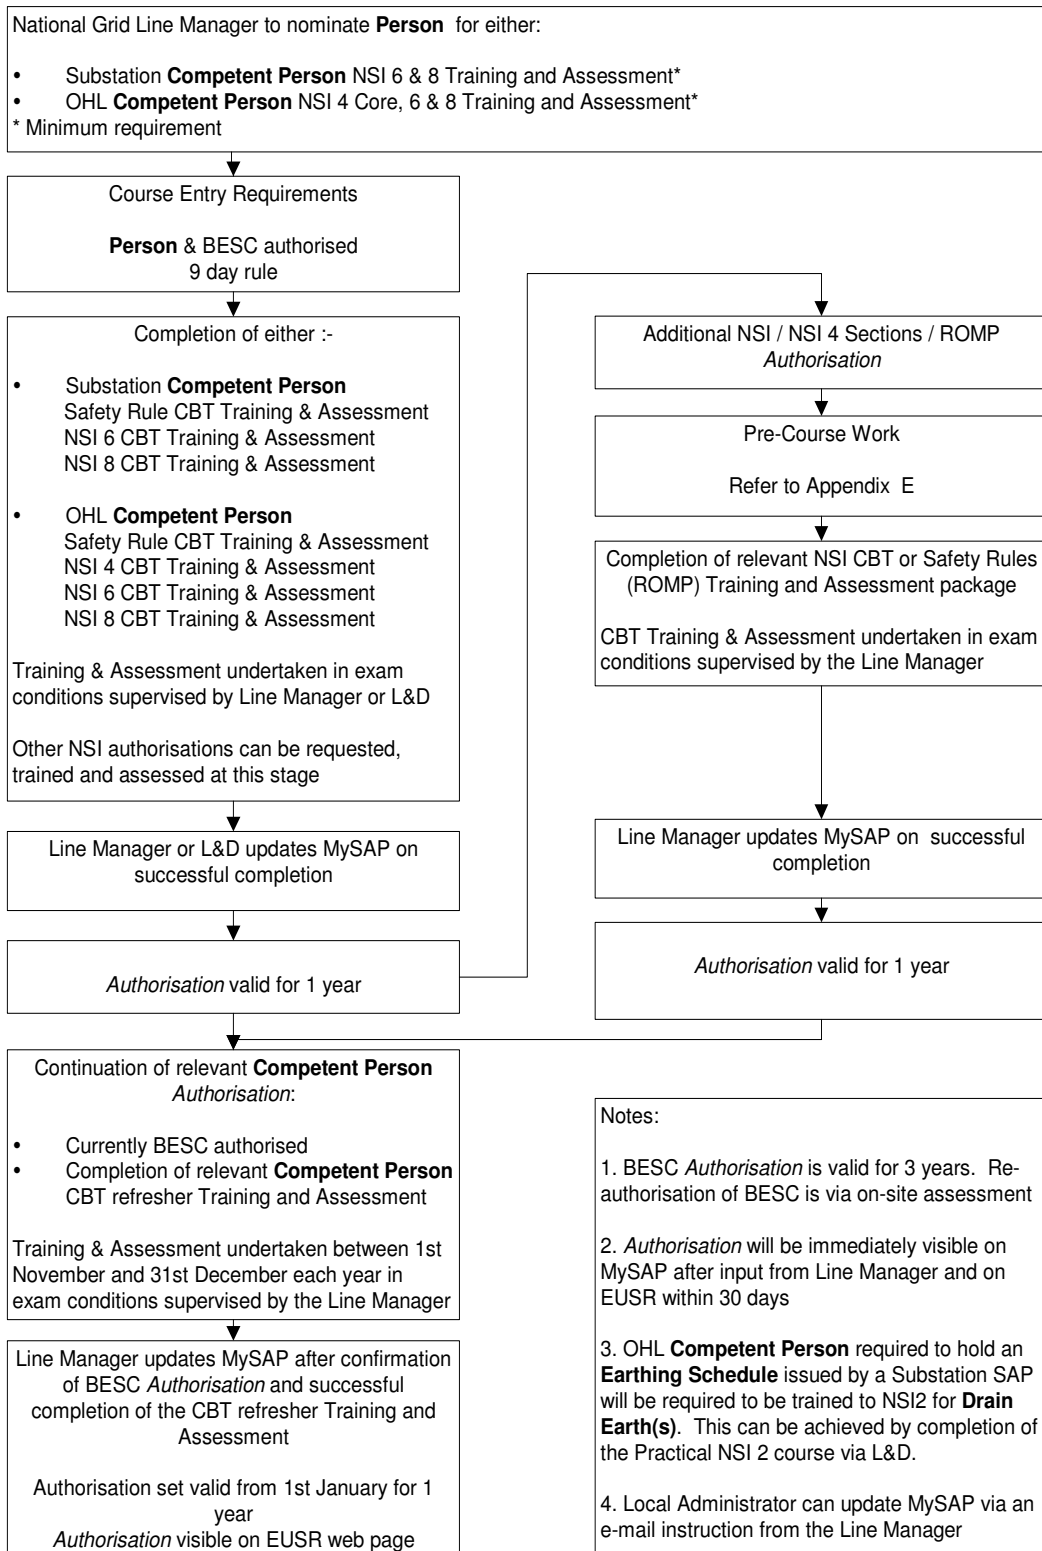 National Grid Line Manager to nominate Person for either:
• Substation Competent Person NSI 6 & 8 Training and Assessment*
• OHL Competent Person NSI 4 Core, 6 & 8 Training and Assessment*
* Minimum requirement
Course Entry Requirements
Person & BESC authorised
9 day rule
Completion of either :-
• Substation Competent Person
Safety Rule CBT Training & Assessment
NSI 6 CBT Training & Assessment
NSI 8 CBT Training & Assessment
• OHL Competent Person
Safety Rule CBT Training & Assessment
NSI 4 CBT Training & Assessment
NSI 6 CBT Training & Assessment
NSI 8 CBT Training & Assessment
Training & Assessment undertaken in exam
conditions supervised by Line Manager or L&D
Other NSI authorisations can be requested,
trained and assessed at this stage
Line Manager or L&D updates MySAP on
successful completion
Authorisation valid for 1 year
Additional NSI / NSI 4 Sections / ROMP
Authorisation
Pre-Course Work
Refer to Appendix E
Completion of relevant NSI CBT or Safety Rules
(ROMP) Training and Assessment package
CBT Training & Assessment undertaken in exam
conditions supervised by the Line Manager
Line Manager updates MySAP on successful
completion
Authorisation valid for 1 year
Continuation of relevant Competent Person
Authorisation:
• Currently BESC authorised
• Completion of relevant Competent Person
CBT refresher Training and Assessment
Training & Assessment undertaken between 1st
November and 31st December each year in
exam conditions supervised by the Line Manager
Line Manager updates MySAP after confirmation
of BESC Authorisation and successful
completion of the CBT refresher Training and
Assessment
Authorisation set valid from 1st January for 1
year
Authorisation visible on EUSR web page
Notes:
1. BESC Authorisation is valid for 3 years. Re-
authorisation of BESC is via on-site assessment
2. Authorisation will be immediately visible on
MySAP after input from Line Manager and on
EUSR within 30 days
3. OHL Competent Person required to hold an
Earthing Schedule issued by a Substation SAP
will be required to be trained to NSI2 for Drain
Earth(s). This can be achieved by completion of
the Practical NSI 2 course via L&D.
4. Local Administrator can update MySAP via an
e-mail instruction from the Line Manager